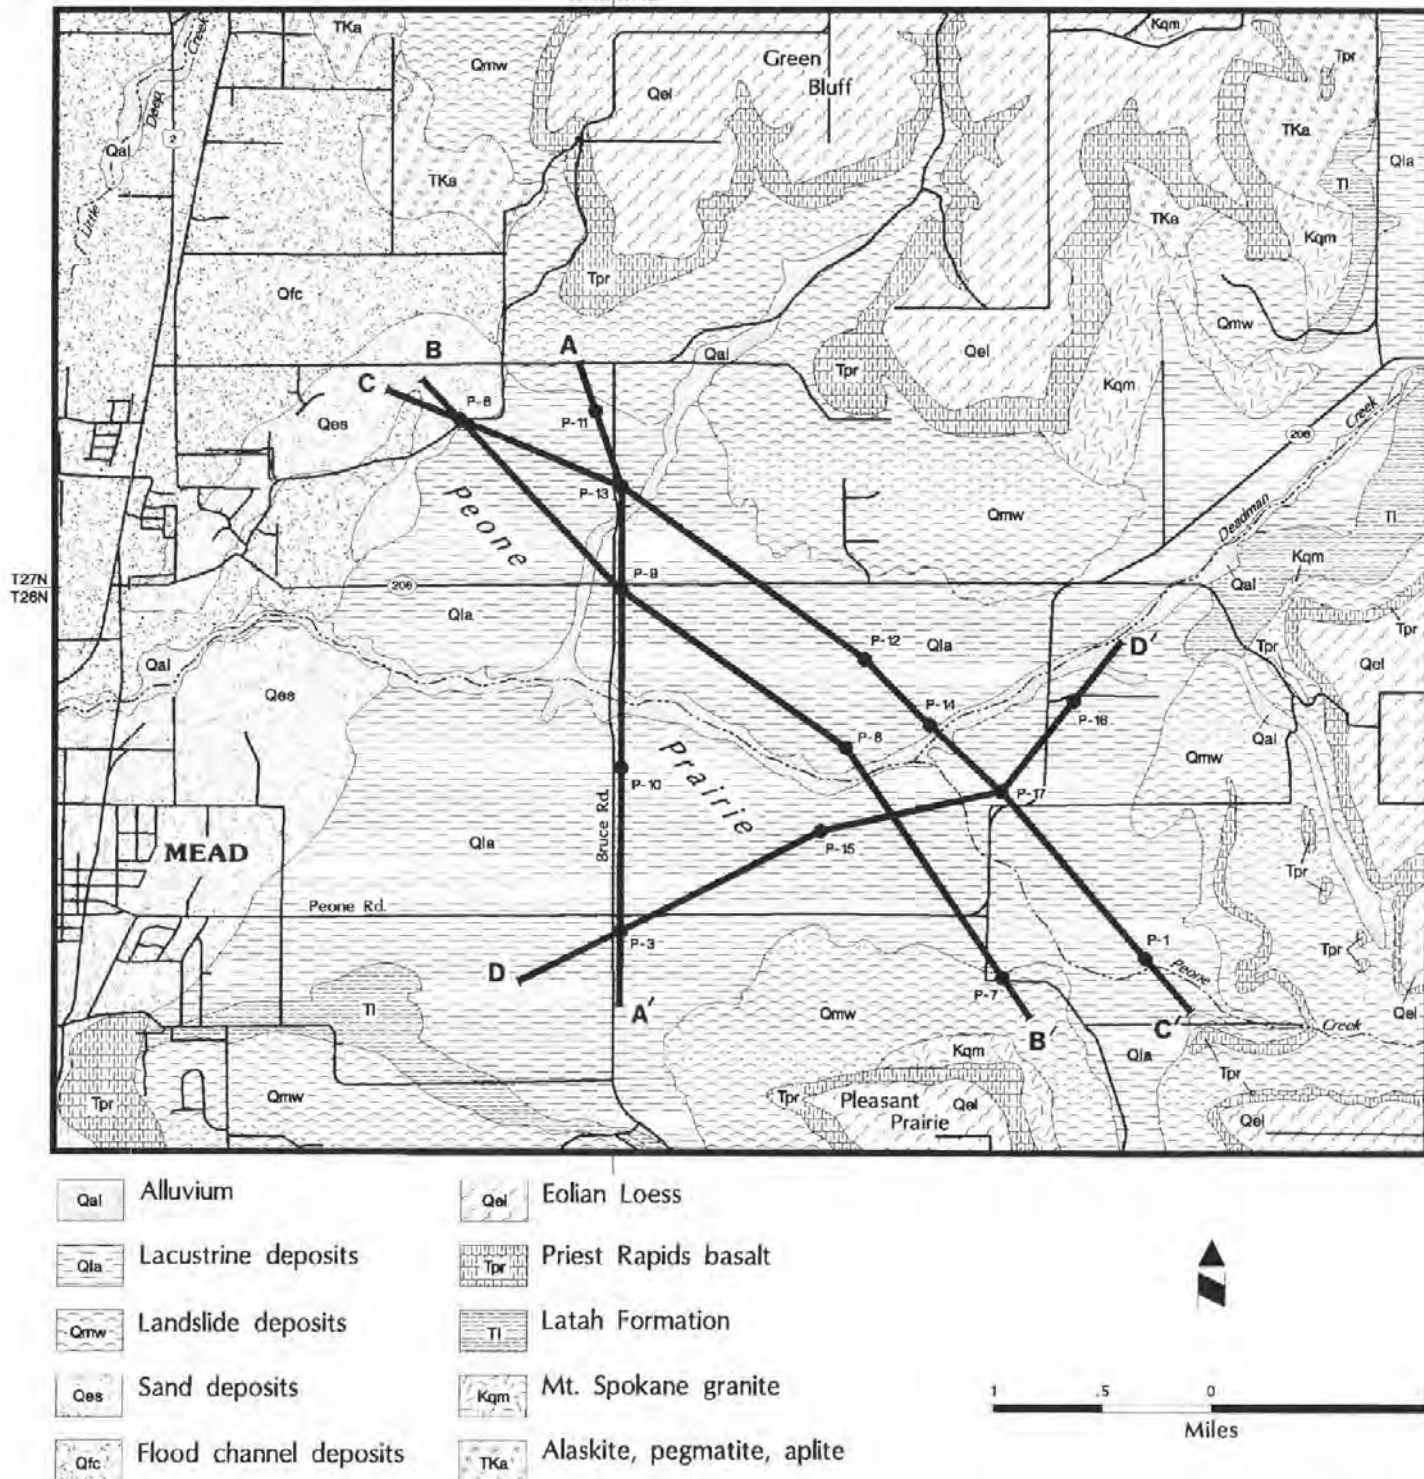 TKa
Kqm
Creek
Qmw
Green
Bluff
Tpr
Qel
Deep
2
TKa
Qal
Qla
TKa
Tl
TKa
Little
Kqm
Tpr
Qfc
Qmw
B
A
Qal
Qel
C
Tpr
Kqm
P-6
Creek
Qes
P-11
206
P-13
Peone
Qmw
Deadman
Tl
T27N
T26N
Kqm
P-9
206
Qal
Qla
Tpr
P-12
Qla
D'
Tpr
Qel
Qal
Qes
P-14
P-16
P-8
Prairie
Qal
Qmw
P-10
P-17
Bruce Rd.
Qla
P-15
MEAD
Tpr
Peone Rd.
P-3
P-1
Tpr
D
Peone
P-7
Tl
A'
Qmw
Qel
B'
C'
Creek
Kqm
Qla
Tpr
Qmw
Tpr
Tpr
Pleasant
Prairie
Qel
Qel
Qal Alluvium
Qla Lacustrine deposits
Qmw Landslide deposits
Qes Sand deposits
Qfc Flood channel deposits
Qel Eolian Loess
Tpr Priest Rapids basalt
Tl Latah Formation
Kqm Mt. Spokane granite
TKa Alaskite, pegmatite, aplite
1 .5 0
Miles